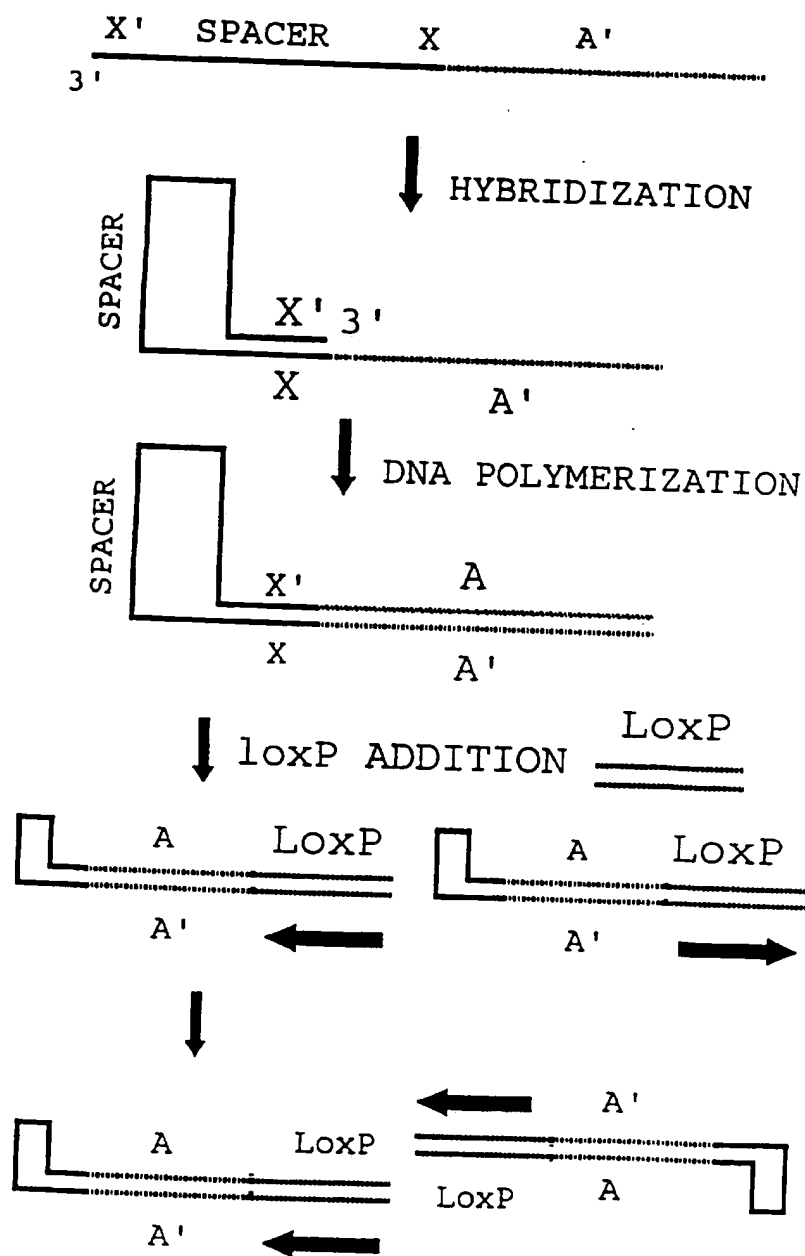 X' SPACER X A'
3'
HYBRIDIZATION
SPACER
X' 3'
X A'
DNA POLYMERIZATION
SPACER
X' A
X A'
loxP ADDITION LoxP
A LoxP A LoxP
A' A'
A'
A LoxP
LoxP A
A'